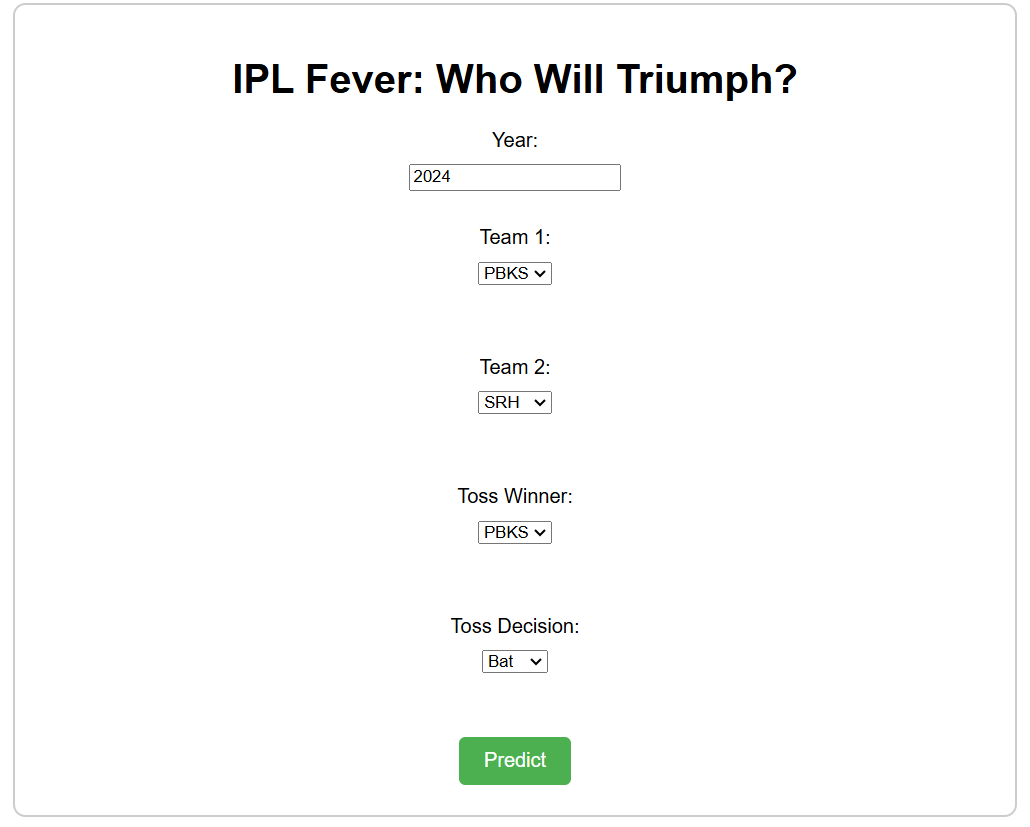 IPL Fever: Who Will Triumph?
Year:
2024
Team 1:
PBKS
Team 2:
SRH
Toss Winner:
PBKS
Toss Decision:
Bat
Predict